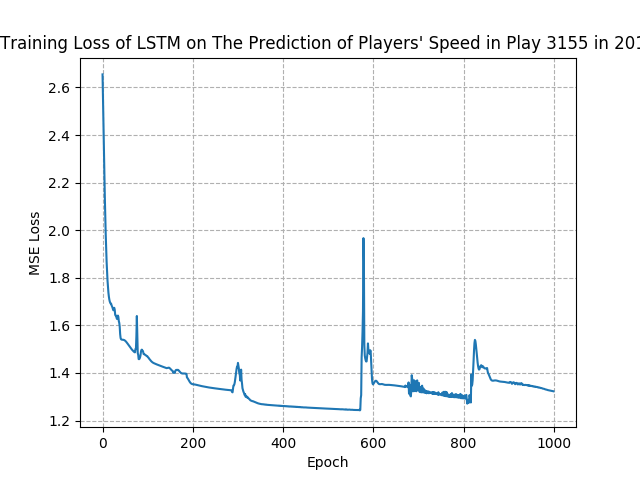 Training Loss of LSTM on The Prediction of Players' Speed in Play 3155 in 201
2.6
2.4
2.2
2.0
1.8
1.6
1.4
1.2
MSE Loss
0 200 400 600 800 1000
Epoch